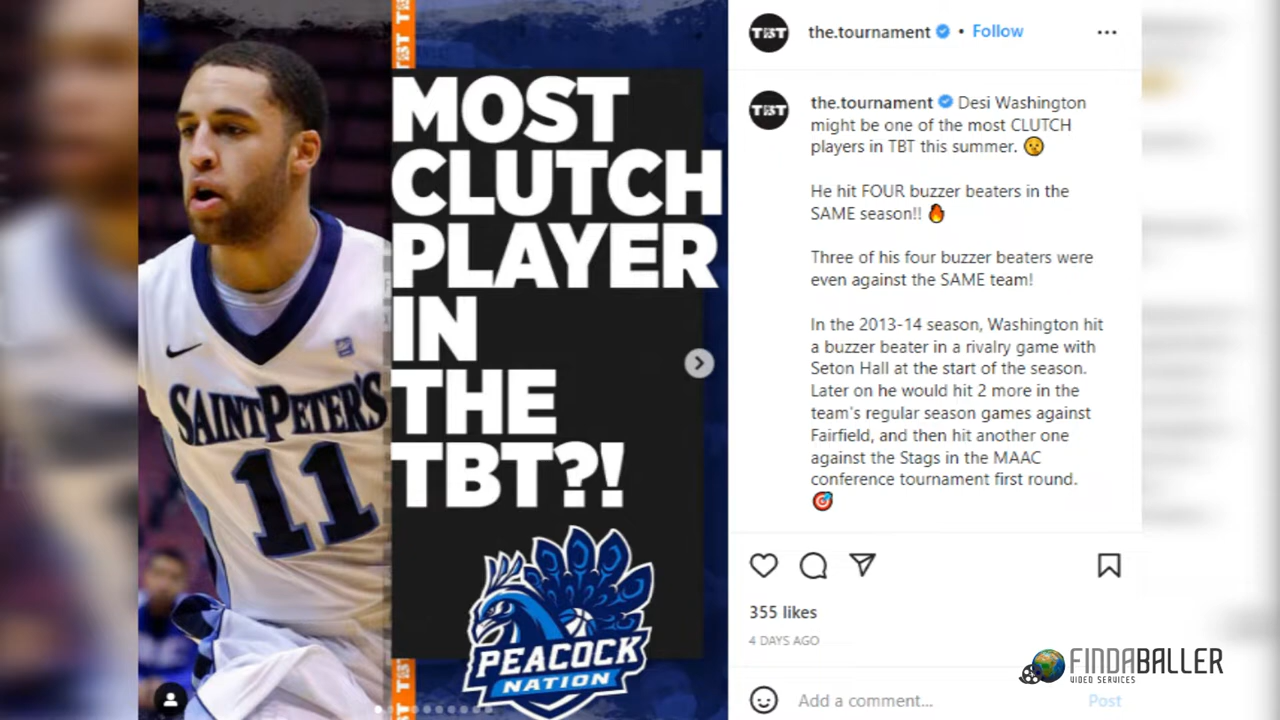 TBT TBT
MOST
CLUTCH
PLAYER
IN
THE
TBT?!
SAINT PETER'S
11
PEACOCK
NATION
TBT TBT
TBT
the.tournament • Follow
TBT
the.tournament Desi Washington
might be one of the most CLUTCH
players in TBT this summer. 😗
He hit FOUR buzzer beaters in the
SAME season!! 🔥
Three of his four buzzer beaters were
even against the SAME team!
In the 2013-14 season, Washington hit
a buzzer beater in a rivalry game with
Seton Hall at the start of the season.
Later on he would hit 2 more in the
team's regular season games against
Fairfield, and then hit another one
against the Stags in the MAAC
conference tournament first round.
🎯
355 likes
4 DAYS AGO
Add a comment...
Post
FINDABALLER
VIDEO SERVICES